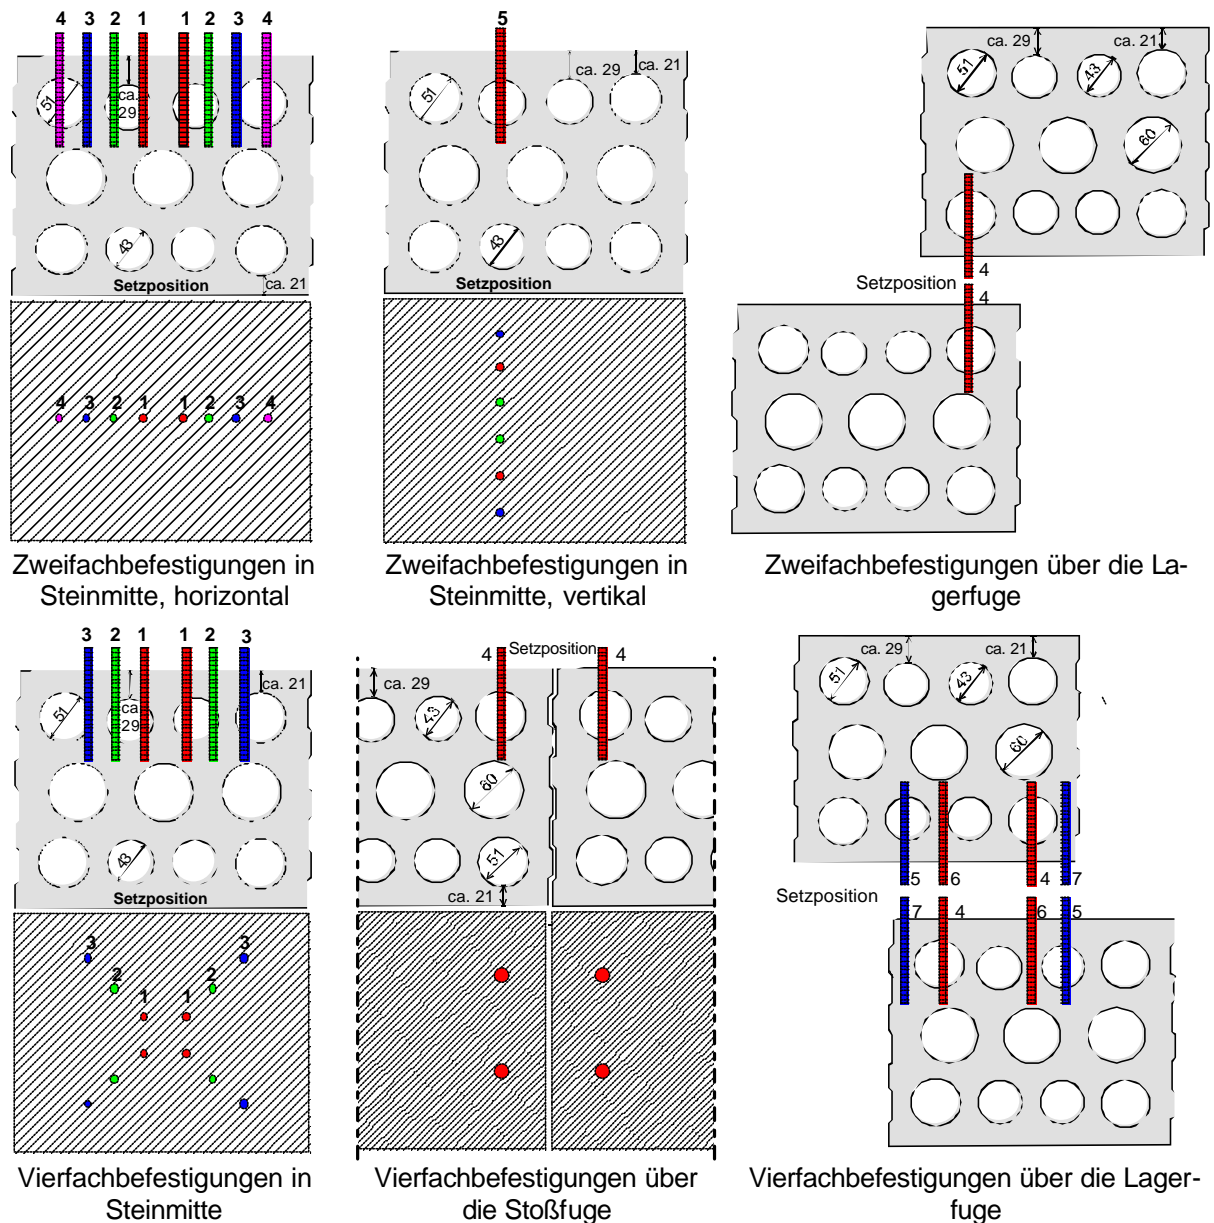 4 3 2 1 1 2 3 4
51
ca.
29
43
Setzposition
ca. 21
4 3 2 1 1 2 3 4
Zweifachbefestigungen in
Steinmitte, horizontal
5
ca. 29
ca. 21
51
43
Setzposition
Zweifachbefestigungen in
Steinmitte, vertikal
ca. 29
ca. 21
51
43
60
4
Setzposition
4
Zweifachbefestigungen über die La-
gerfuge
3 2 1 1 2 3
ca. 21
51
ca.
29
43
Setzposition
3 3
2 2
1 1
Vierfachbefestigungen in
Steinmitte
Setzposition
4 4
ca. 29
43
60
51
ca. 21
Vierfachbefestigungen über
die Stoßfuge
ca. 29
ca. 21
51
43
60
5 6 4 7
Setzposition
7 4 6 5
Vierfachbefestigungen über die Lager-
fuge